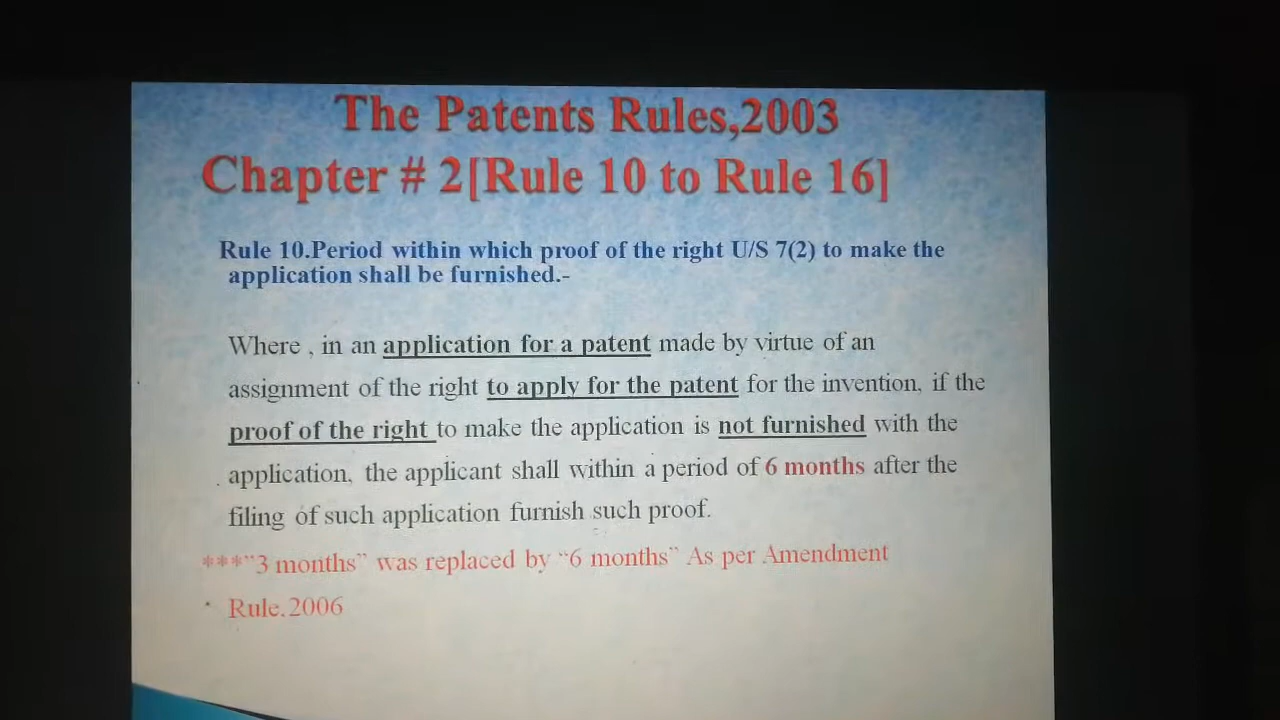 The Patents Rules,2003
Chapter # 2[Rule 10 to Rule 16]
Rule 10.Period within which proof of the right U/S 7(2) to make the
application shall be furnished.-
Where , in an application for a patent made by virtue of an
assignment of the right to apply for the patent for the invention, if the
proof of the right to make the application is not furnished with the
application, the applicant shall within a period of 6 months after the
filing of such application furnish such proof.
***"3 months" was replaced by "6 months" As per Amendment
Rule.2006